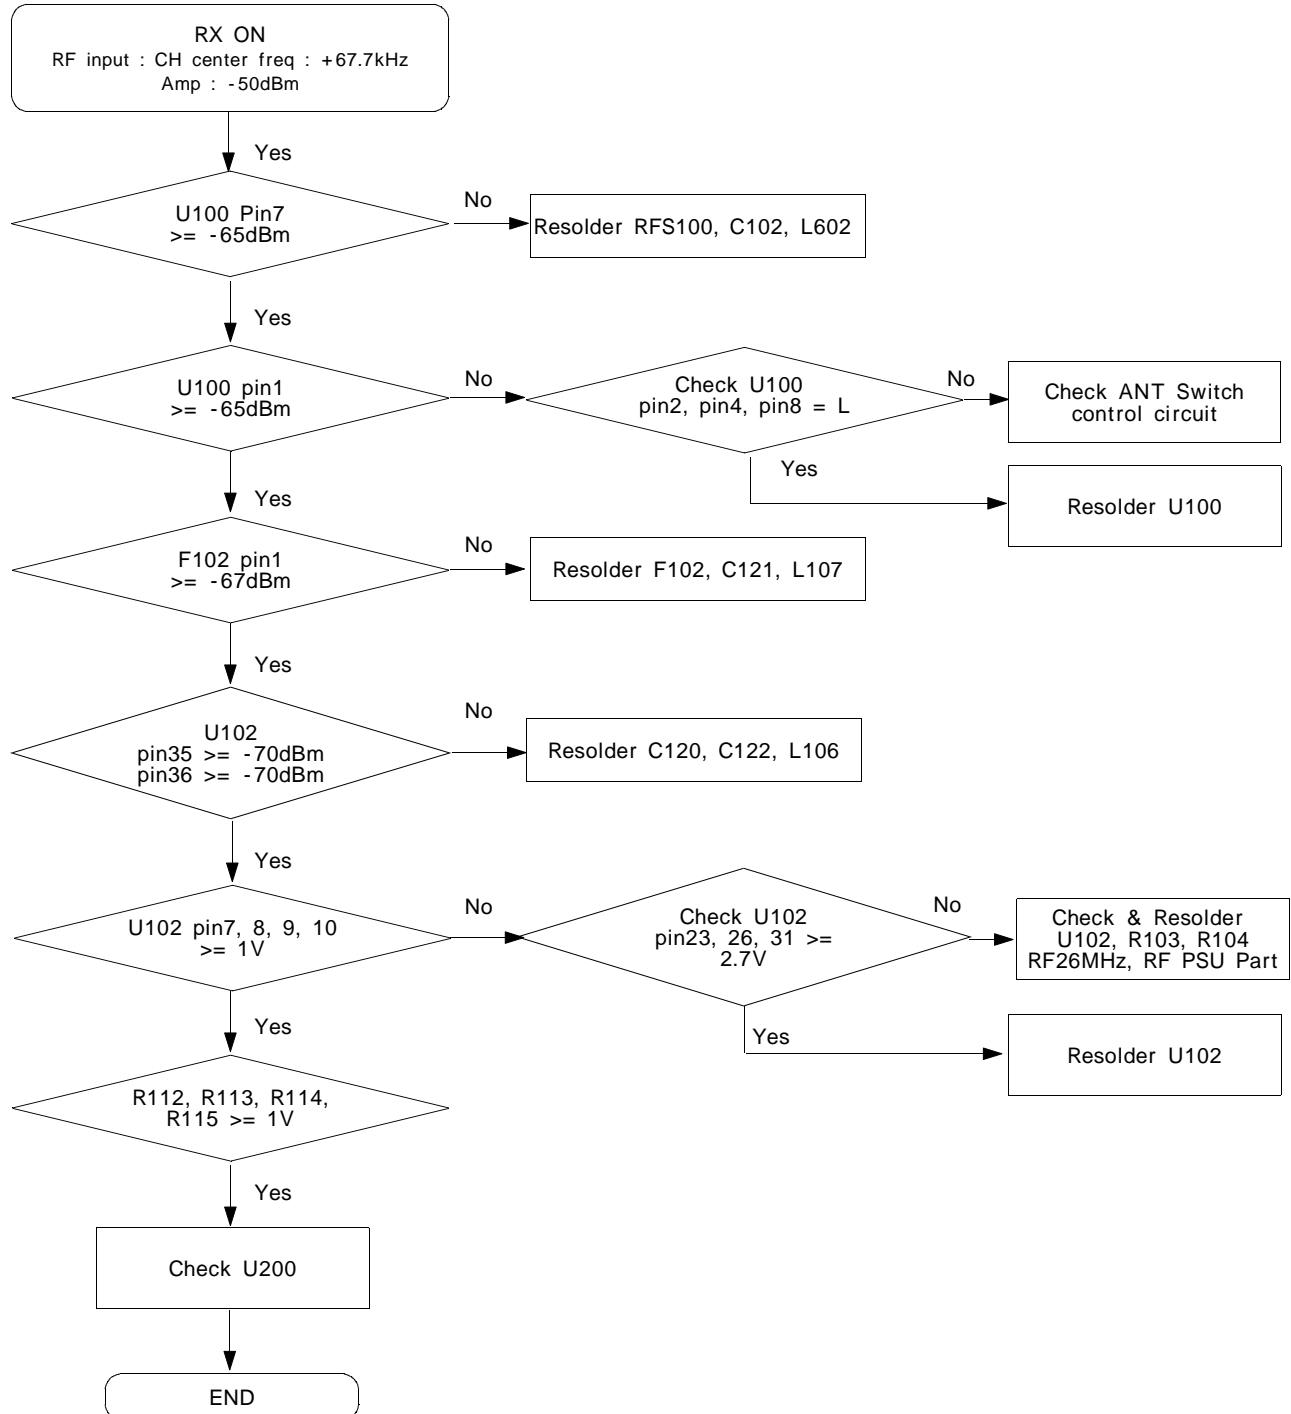 RX ON
RF input : CH center freq : +67.7kHz
Amp : -50dBm
Yes
U100 Pin7
>= -65dBm
No
Resolder RFS100, C102, L602
Yes
U100 pin1
>= -65dBm
No
Check U100
pin2, pin4, pin8 = L
No
Check ANT Switch
control circuit
Yes
Resolder U100
Yes
F102 pin1
>= -67dBm
No
Resolder F102, C121, L107
Yes
U102
pin35 >= -70dBm
pin36 >= -70dBm
No
Resolder C120, C122, L106
Yes
U102 pin7, 8, 9, 10
>= 1V
No
Check U102
pin23, 26, 31 >=
2.7V
No
Check & Resolder
U102, R103, R104
RF26MHz, RF PSU Part
Yes
Resolder U102
Yes
R112, R113, R114,
R115 >= 1V
Yes
Check U200
END